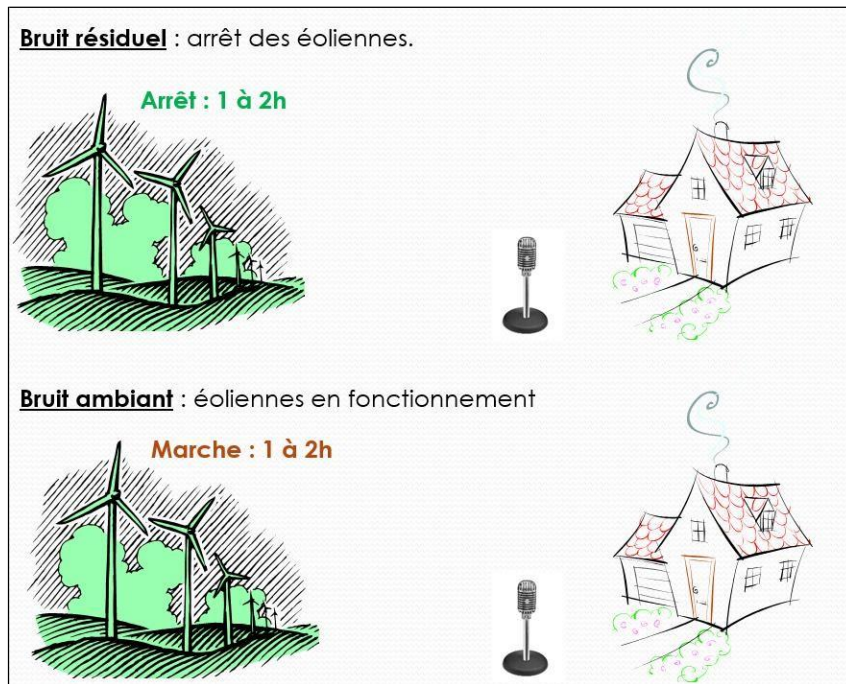 Bruit résiduel : arrêt des éoliennes.
Arrêt : 1 à 2h
Bruit ambiant : éoliennes en fonctionnement
Marche : 1 à 2h